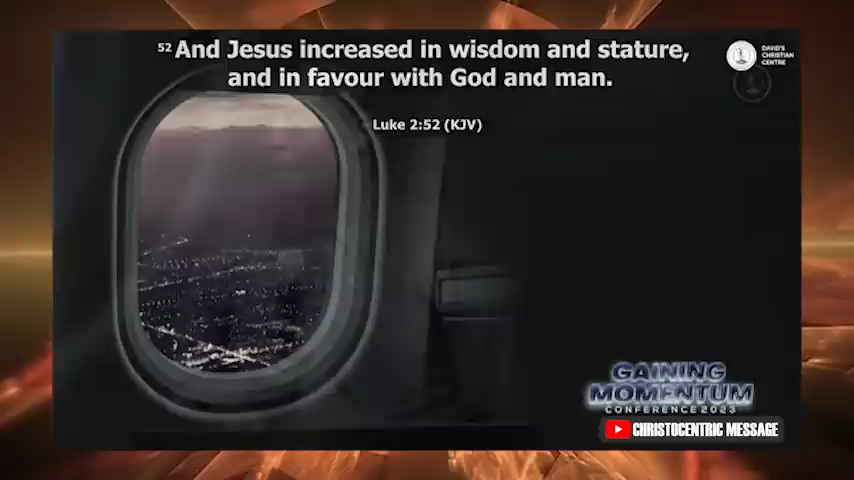 52 And Jesus increased in wisdom and stature,
and in favour with God and man.
Luke 2:52 (KJV)
DAVID'S
CHRISTIAN
CENTRE
GAINING
MOMENTUM
CONFERENCE 2023
CHRISTOCENTRIC MESSAGE